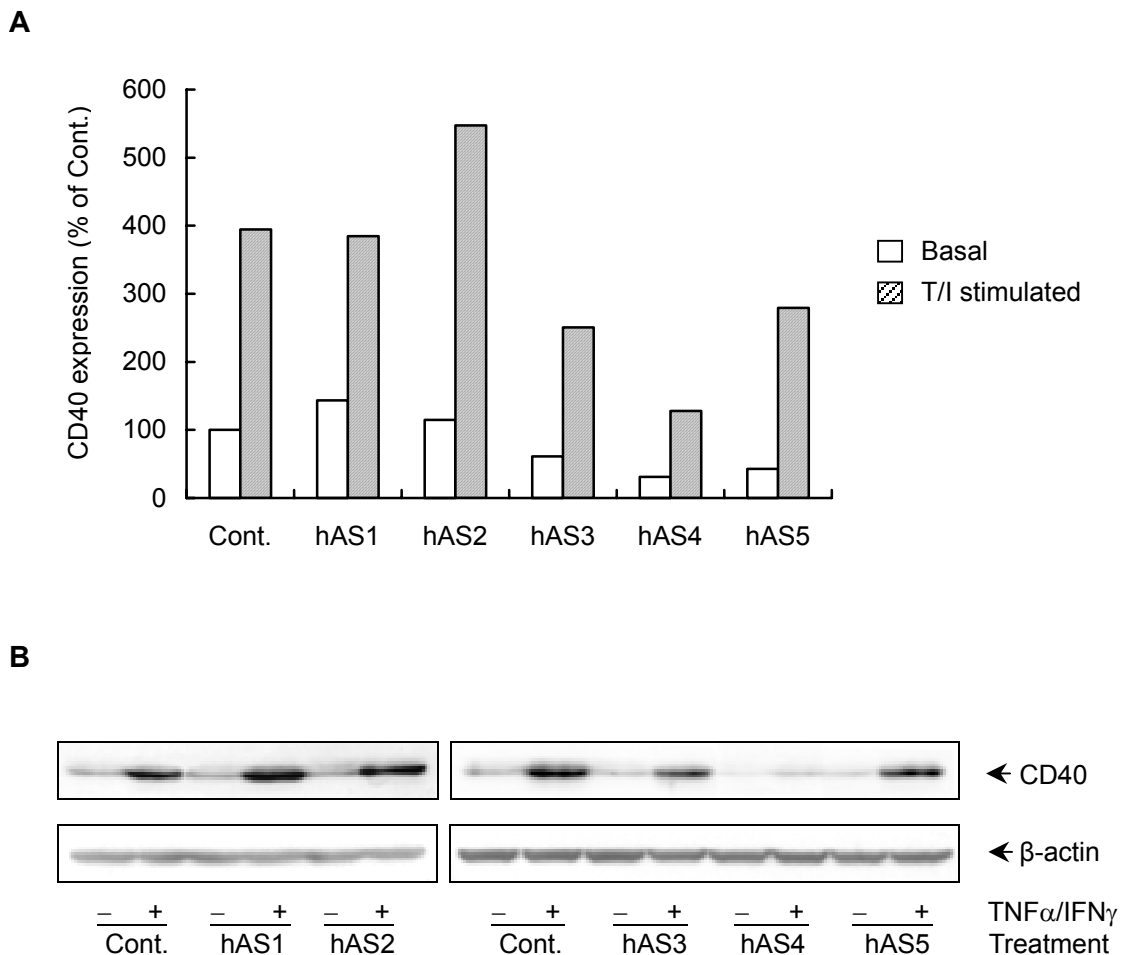 A
CD40 expression (% of Cont.)
600
500
400
300
200
100
0
Cont. hAS1 hAS2 hAS3 hAS4 hAS5
Basal
T/I stimulated
B
CD40
β-actin
– + – + – + – + – + – + – + TNFα/IFNγ
Cont. hAS1 hAS2 Cont. hAS3 hAS4 hAS5 Treatment